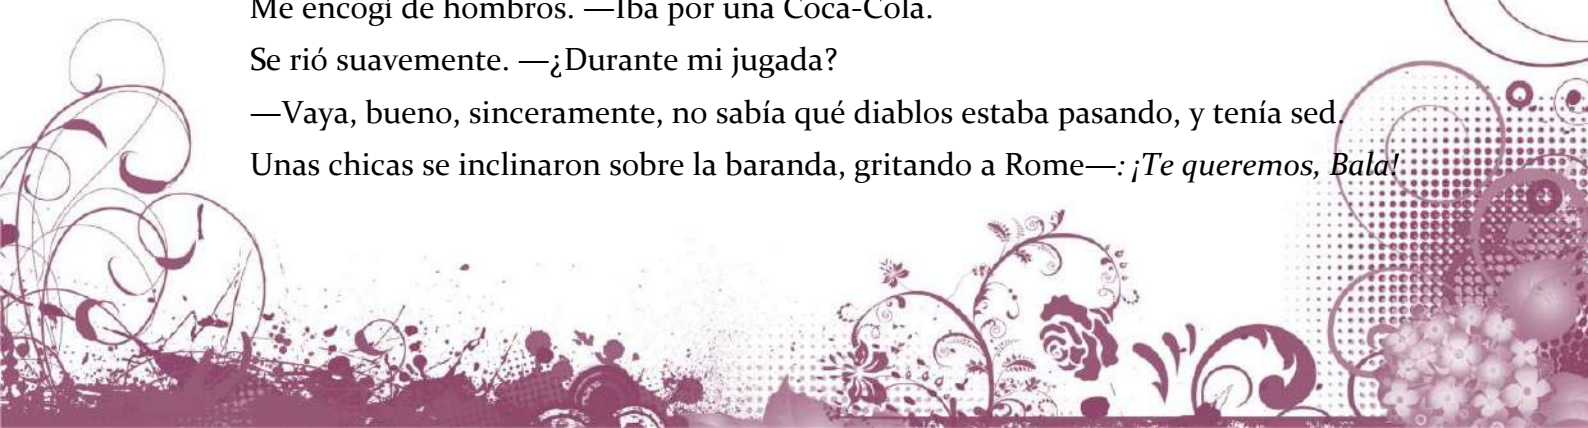 Me encogí de hombros. —Iba por una Coca-Cola.
Se rió suavemente. —¿Durante mi jugada?
—Vaya, bueno, sinceramente, no sabía qué diablos estaba pasando, y tenía sed.
Unas chicas se inclinaron sobre la baranda, gritando a Rome—: ¡Te queremos, Bala!